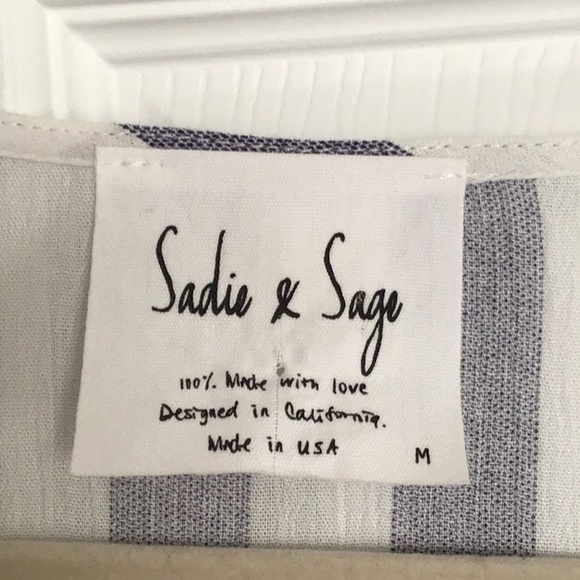 Sadie & Sage
100% Made with love
Designed in California.
Made in USA
M